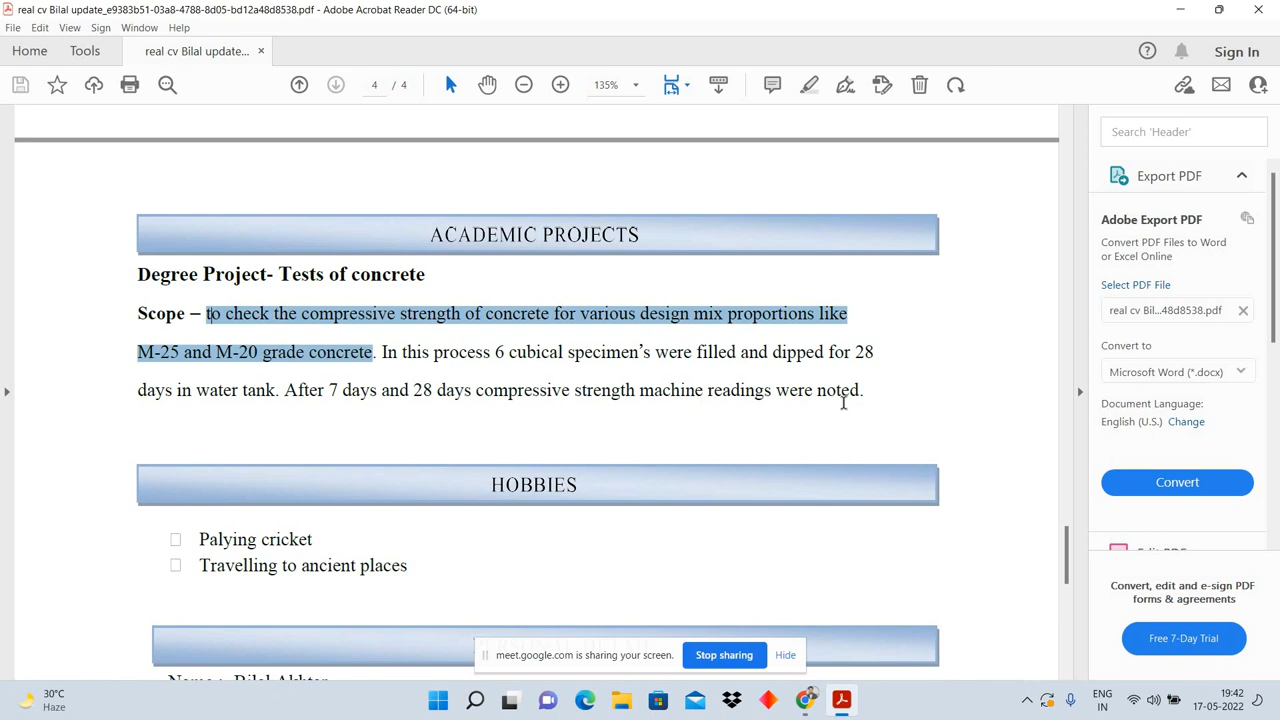 real cv Bilal update_e9383b51-03a8-4788-8d05-bd12a48d8538.pdf - Adobe Acrobat Reader DC (64-bit)
File Edit View Sign Window Help
Home Tools real cv Bilal update... × Sign In
4 / 4 135%
Search 'Header'
Export PDF
Adobe Export PDF
Convert PDF Files to Word
or Excel Online
Select PDF File
real cv Bil...48d8538.pdf
Convert to
Microsoft Word (*.docx)
Document Language:
English (U.S.) Change
Convert
Convert, edit and e-sign PDF
forms & agreements
Free 7-Day Trial
ACADEMIC PROJECTS
Degree Project- Tests of concrete
Scope – to check the compressive strength of concrete for various design mix proportions like
M-25 and M-20 grade concrete. In this process 6 cubical specimen’s were filled and dipped for 28
days in water tank. After 7 days and 28 days compressive strength machine readings were noted.
HOBBIES
Palying cricket
Travelling to ancient places
meet.google.com is sharing your screen. Stop sharing Hide
Name : Bilal Akhter
30°C
Haze
ENG
IN
19:42
17-05-2022